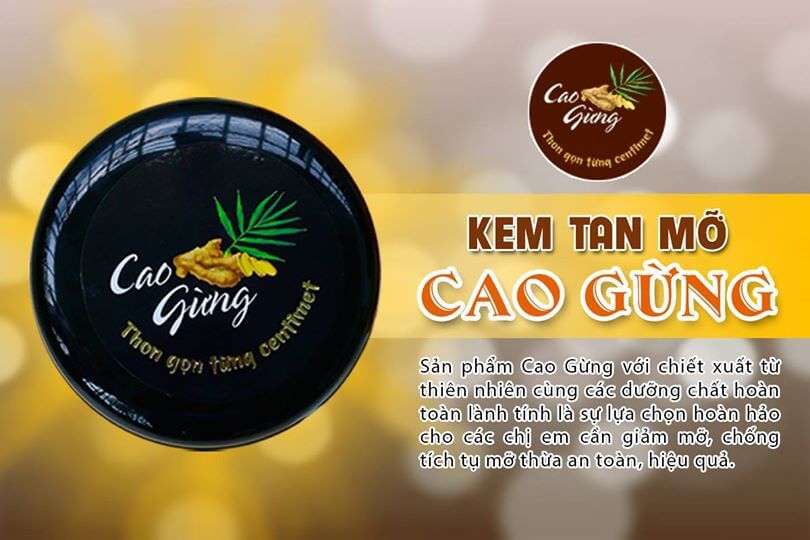 Cao
Gừng
Thon gọn từng centimet
KEM TAN MỠ
CAO GỪNG
Sản phẩm Cao Gừng với chiết xuất từ
thiên nhiên cùng các dưỡng chất hoàn
toàn lành tính là sự lựa chọn hoàn hảo
cho các chị em cần giảm mỡ, chống
tích tụ mỡ thừa an toàn, hiệu quả.
Cao
Gừng
Thon gọn từng centimet